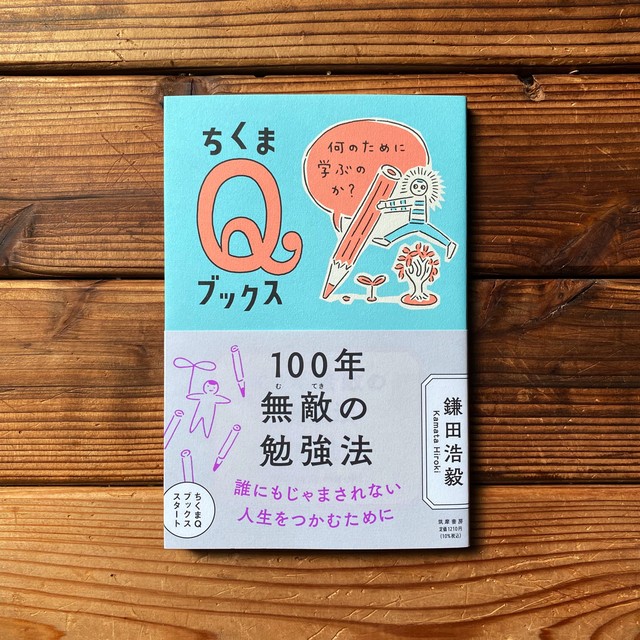 ちくま
Q
ブックス
何のために
学ぶの
か?
100年
無敵の
むてき
勉強法
誰にもじゃまされない
人生をつかむために
鎌田浩毅
Kamata Hiroki
ちくまQ
ブックス
スタート
筑摩書房
定価1210円
(10%税込)